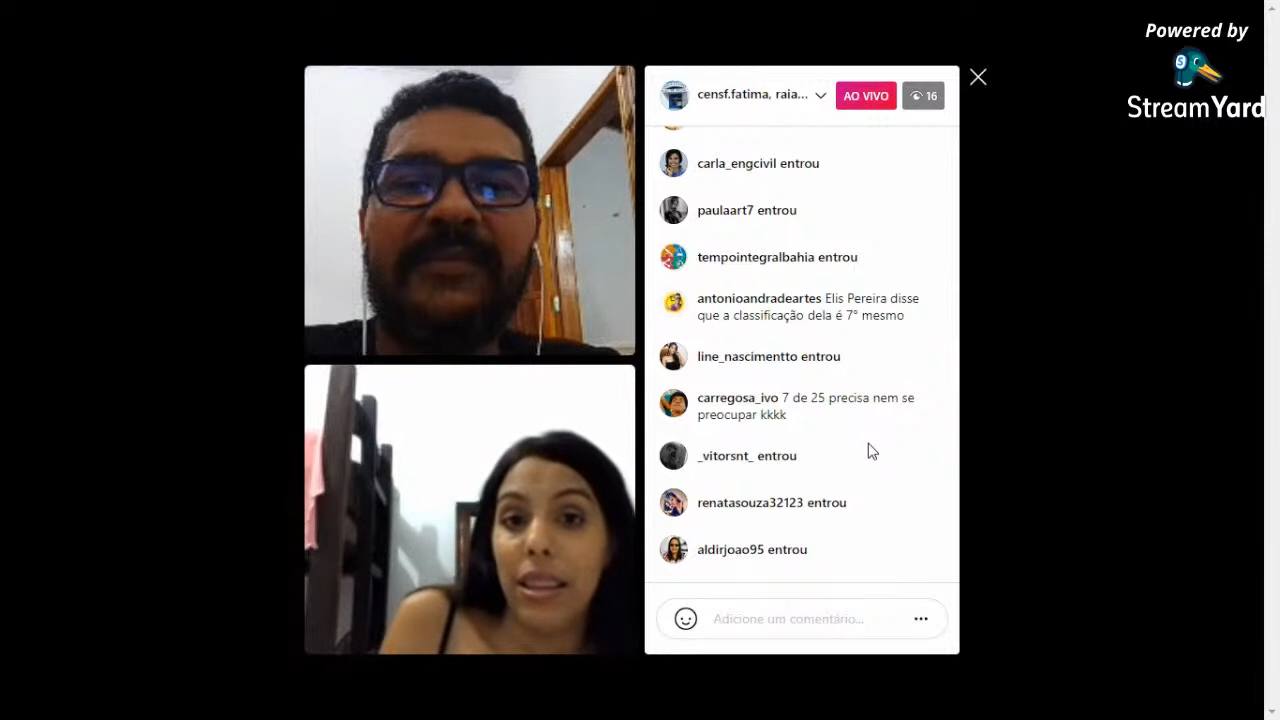 Powered by
StreamYard
censf.fatima, raia...
AO VIVO
16
carla_engcivil entrou
paulaart7 entrou
tempointegralbahia entrou
antonioandradeartes Elis Pereira disse
que a classificação dela é 7° mesmo
line_nascimentto entrou
carregosa_ivo 7 de 25 precisa nem se
preocupar kkkk
_vitorsnt_ entrou
renatasouza32123 entrou
aldirjoao95 entrou
Adicione um comentário...